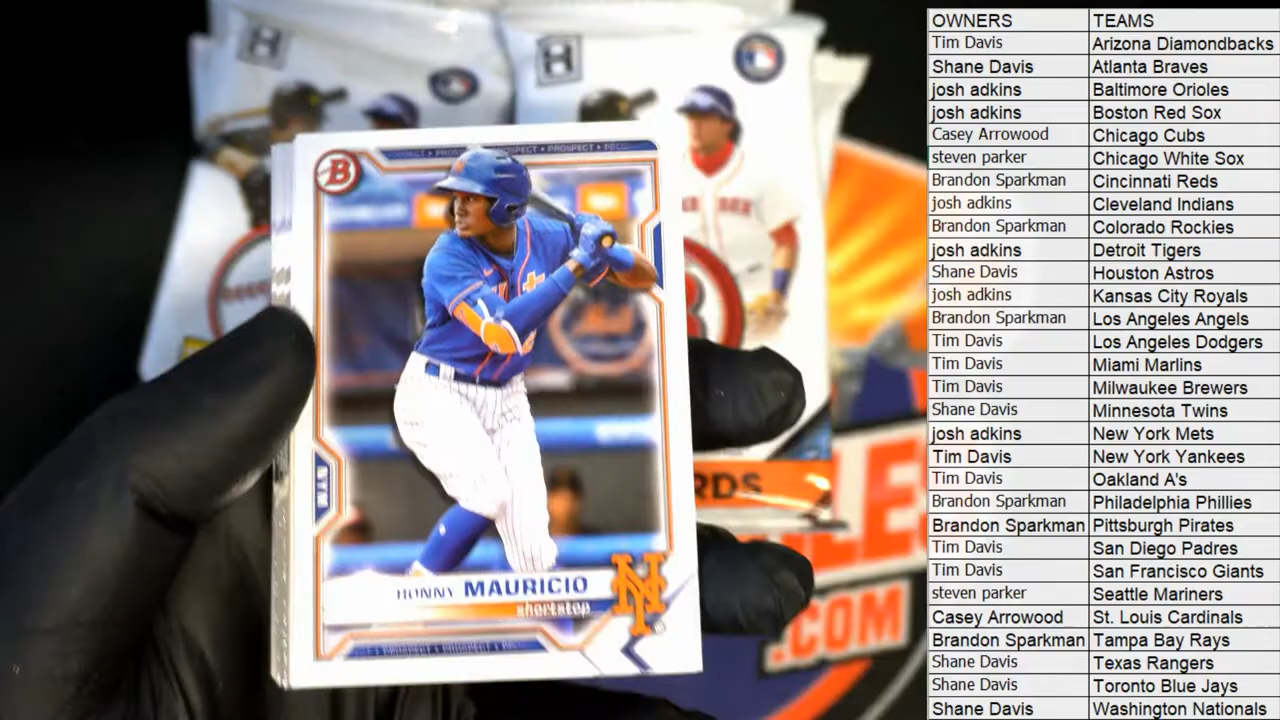 OWNERS TEAMS
Tim Davis Arizona Diamondbacks
Shane Davis Atlanta Braves
josh adkins Baltimore Orioles
josh adkins Boston Red Sox
Casey Arrowood Chicago Cubs
steven parker Chicago White Sox
Brandon Sparkman Cincinnati Reds
josh adkins Cleveland Indians
Brandon Sparkman Colorado Rockies
josh adkins Detroit Tigers
Shane Davis Houston Astros
josh adkins Kansas City Royals
Brandon Sparkman Los Angeles Angels
Tim Davis Los Angeles Dodgers
Tim Davis Miami Marlins
Tim Davis Milwaukee Brewers
Shane Davis Minnesota Twins
josh adkins New York Mets
Tim Davis New York Yankees
Tim Davis Oakland A's
Brandon Sparkman Philadelphia Phillies
Brandon Sparkman Pittsburgh Pirates
Tim Davis San Diego Padres
Tim Davis San Francisco Giants
steven parker Seattle Mariners
Casey Arrowood St. Louis Cardinals
Brandon Sparkman Tampa Bay Rays
Shane Davis Texas Rangers
Shane Davis Toronto Blue Jays
Shane Davis Washington Nationals
H
H
B
PROSPECT
RONNY MAURICIO
shortstop
NY
RDS
LE
.COM